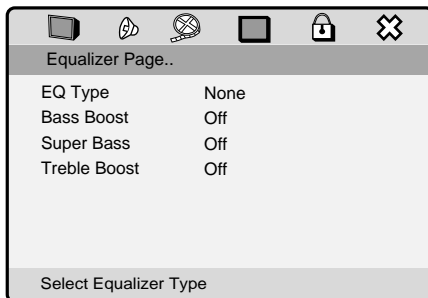 Equalizer Page..
EQ Type None
Bass Boost Off
Super Bass Off
Treble Boost Off
Select Equalizer Type